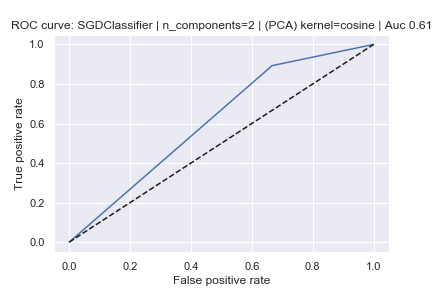 ROC curve: SGDClassifier | n_components=2 | (PCA) kernel=cosine | Auc 0.61
1.0
0.8
0.6
0.4
0.2
0.0
True positive rate
0.0 0.2 0.4 0.6 0.8 1.0
False positive rate